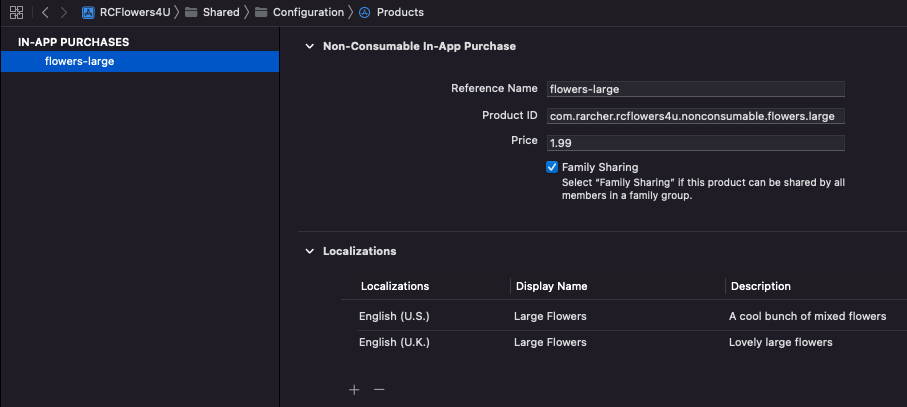 RCFlowers4U Shared Configuration Products
IN-APP PURCHASES
flowers-large
Non-Consumable In-App Purchase
Reference Name flowers-large
Product ID com.rarcher.rcflowers4u.nonconsumable.flowers.large
Price 1.99
Family Sharing
Select “Family Sharing” if this product can be shared by all
members in a family group.
Localizations
Localizations Display Name Description
English (U.S.) Large Flowers A cool bunch of mixed flowers
English (U.K.) Large Flowers Lovely large flowers